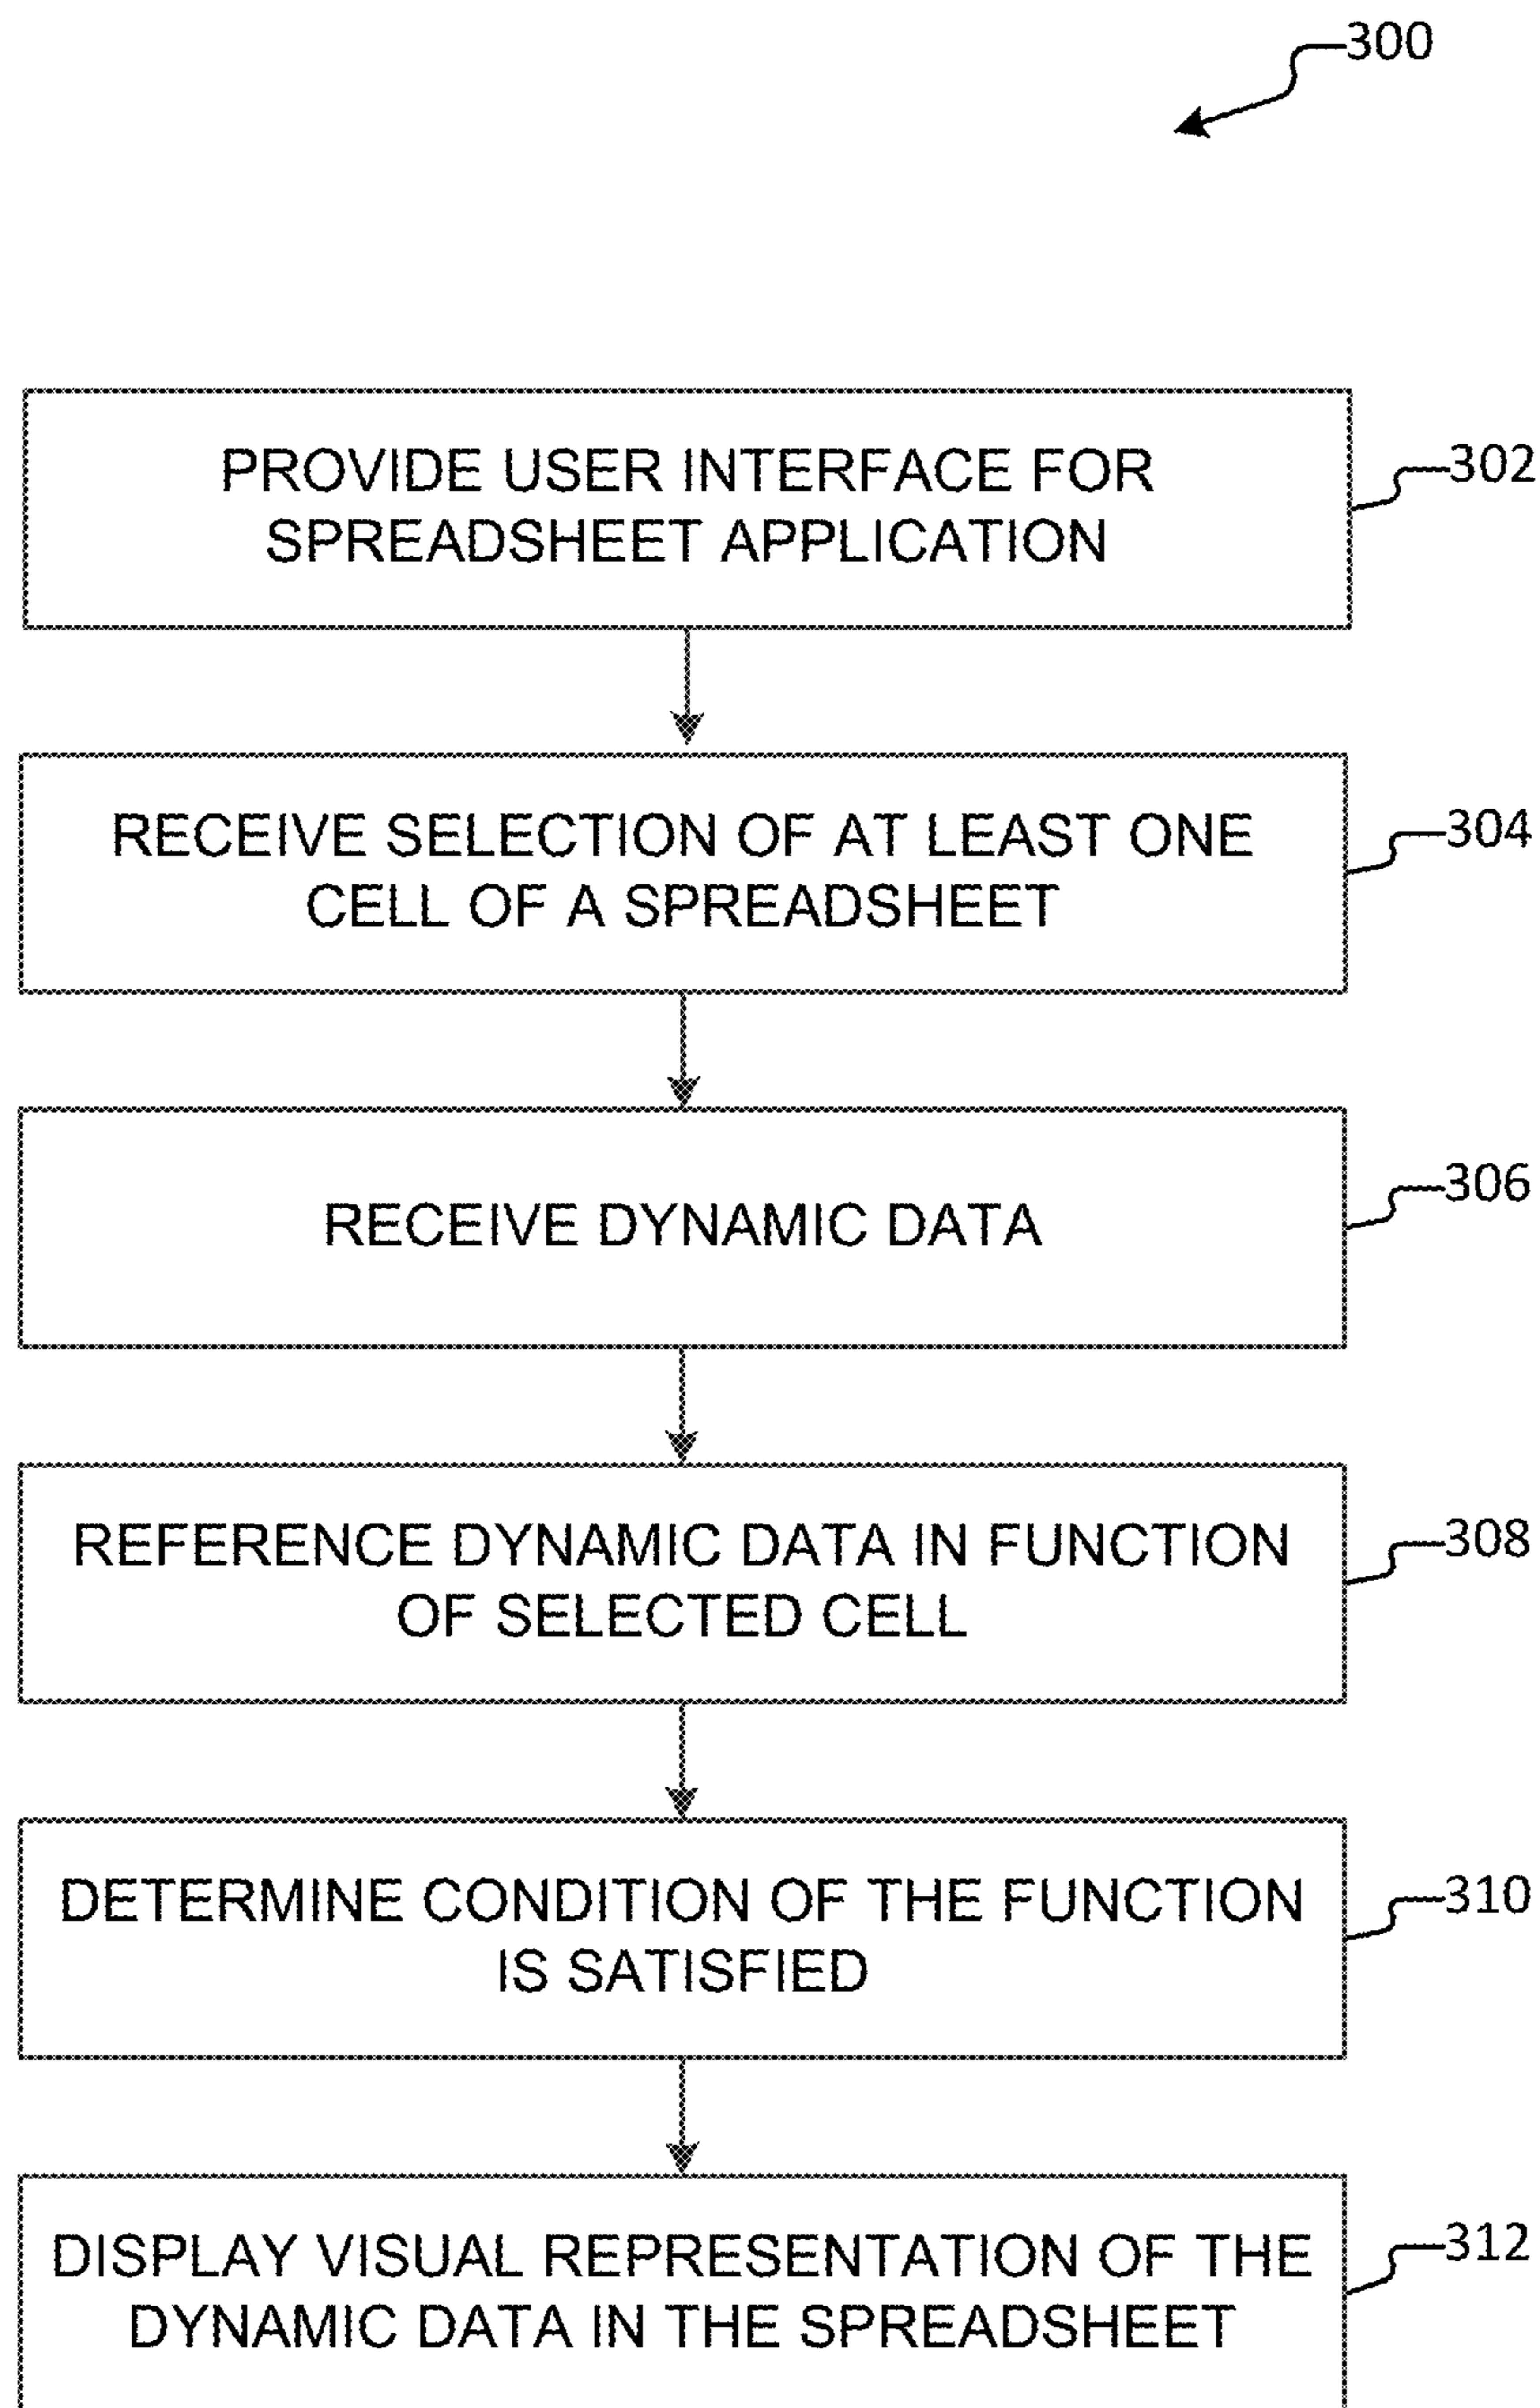 300
PROVIDE USER INTERFACE FOR
SPREADSHEET APPLICATION
302
RECEIVE SELECTION OF AT LEAST ONE
CELL OF A SPREADSHEET
304
RECEIVE DYNAMIC DATA
306
REFERENCE DYNAMIC DATA IN FUNCTION
OF SELECTED CELL
308
DETERMINE CONDITION OF THE FUNCTION
IS SATISFIED
310
DISPLAY VISUAL REPRESENTATION OF THE
DYNAMIC DATA IN THE SPREADSHEET
312